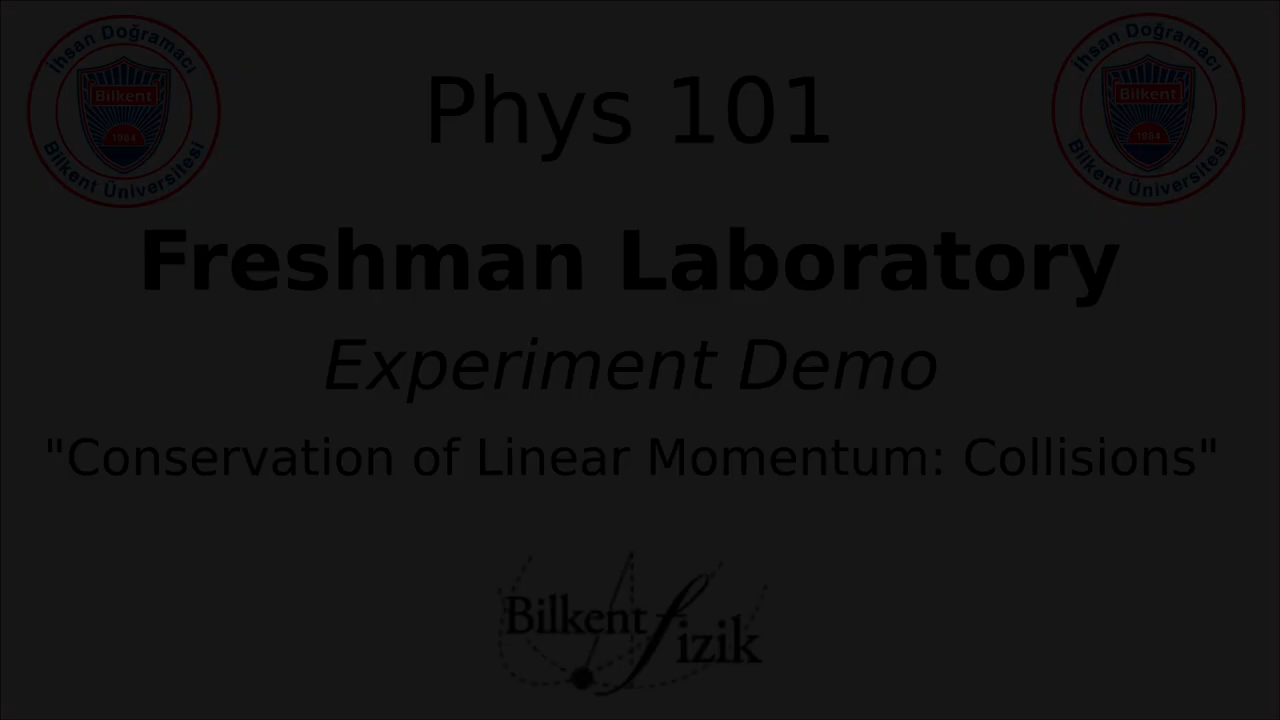 İhsan Doğramacı
Bilkent
1984
Bilkent Üniversitesi
Phys 101
İhsan Doğramacı
Bilkent
1984
Bilkent Üniversitesi
Freshman Laboratory
Experiment Demo
"Conservation of Linear Momentum: Collisions"
Bilkent fizik